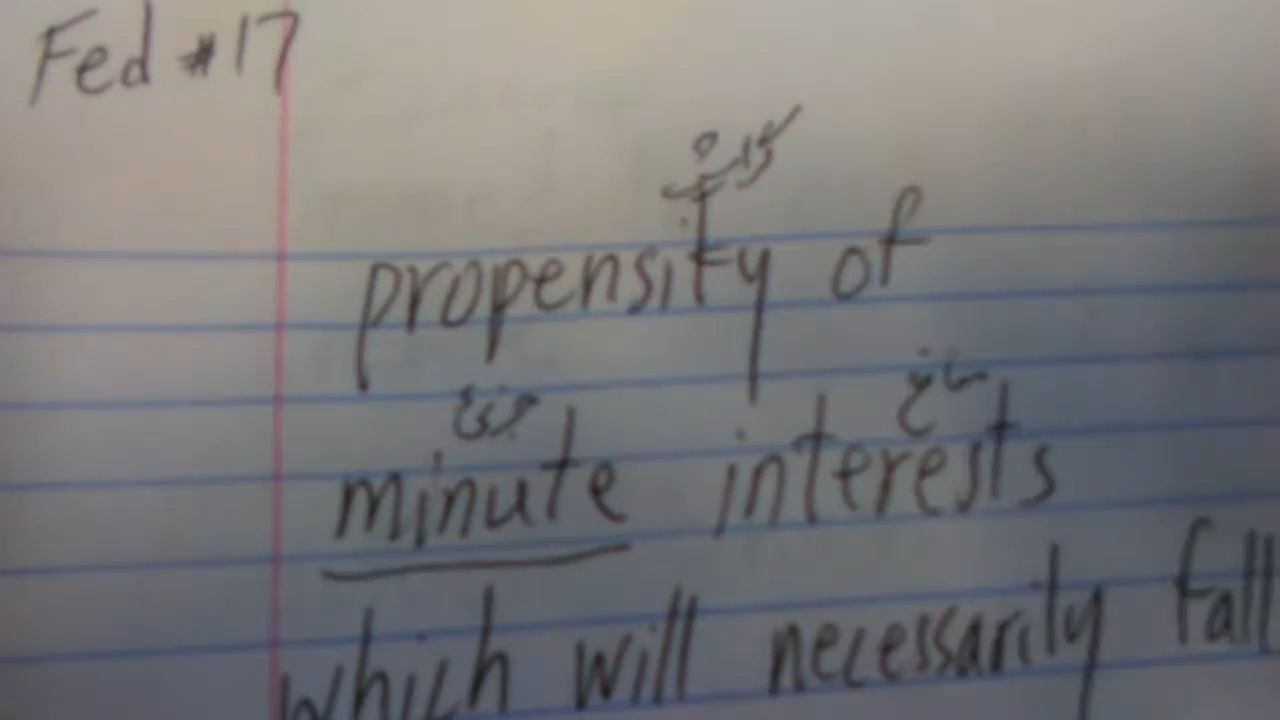 Fed #17
propensity of
minute interests
which will necessarily fall